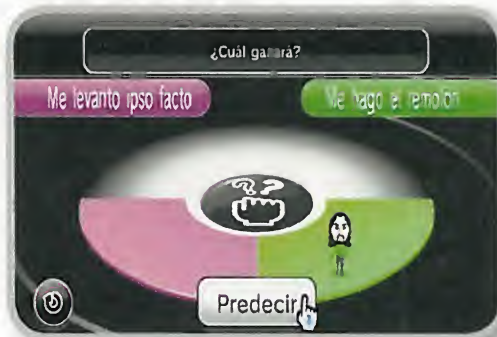 ¿Cuál ganará?
Me levanto ipso facto
Me hago el remolón
Predecir